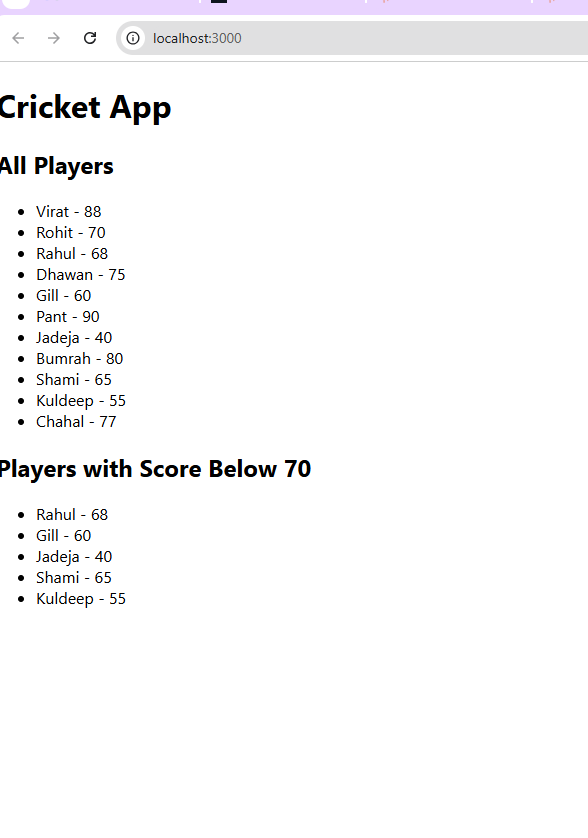 localhost:3000
Cricket App
All Players
Virat - 88
Rohit - 70
Rahul - 68
Dhawan - 75
Gill - 60
Pant - 90
Jadeja - 40
Bumrah - 80
Shami - 65
Kuldeep - 55
Chahal - 77
Players with Score Below 70
Rahul - 68
Gill - 60
Jadeja - 40
Shami - 65
Kuldeep - 55